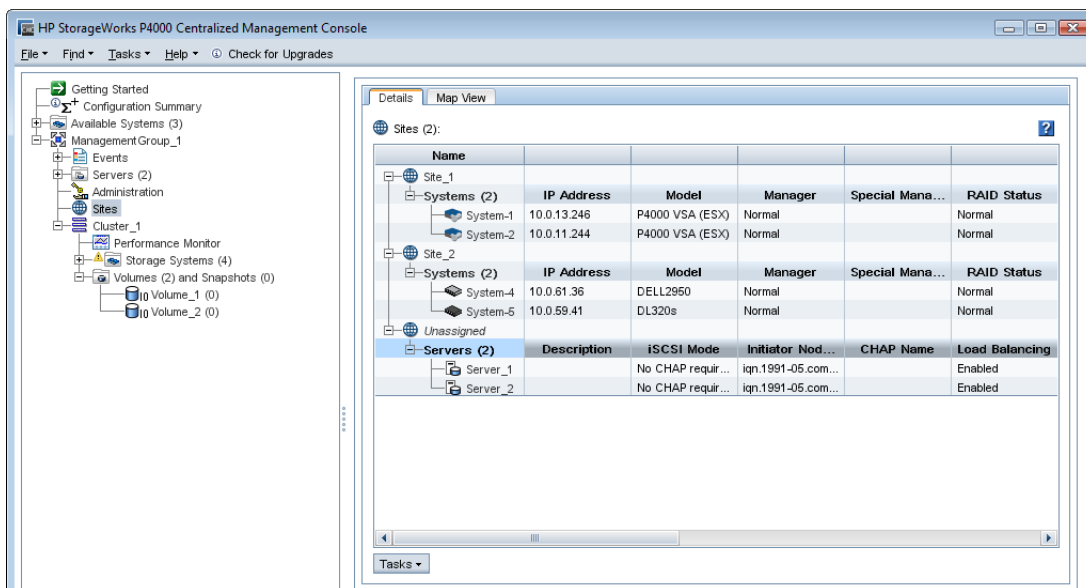 HP StorageWorks P4000 Centralized Management Console
File Find Tasks Help Check for Upgrades
Getting Started
Configuration Summary
Available Systems (3)
ManagementGroup_1
Events
Servers (2)
Administration
Sites
Cluster_1
Performance Monitor
Storage Systems (4)
Volumes (2) and Snapshots (0)
Volume_1 (0)
Volume_2 (0)
Details Map View
Sites (2):
Name
Site_1
Systems (2) IP Address Model Manager Special Mana... RAID Status
System-1 10.0.13.246 P4000 VSA (ESX) Normal Normal
System-2 10.0.11.244 P4000 VSA (ESX) Normal Normal
Site_2
Systems (2) IP Address Model Manager Special Mana... RAID Status
System-4 10.0.61.36 DELL2950 Normal Normal
System-5 10.0.59.41 DL320s Normal Normal
Unassigned
Servers (2) Description iSCSI Mode Initiator Nod... CHAP Name Load Balancing
Server_1 No CHAP requir... iqn.1991-05.com... Enabled
Server_2 No CHAP requir... iqn.1991-05.com... Enabled
Tasks